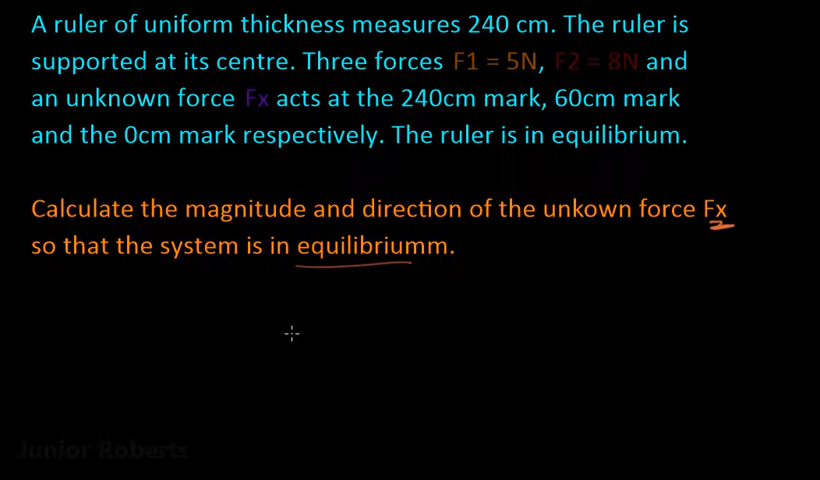 A ruler of uniform thickness measures 240 cm. The ruler is
supported at its centre. Three forces F1 = 5N, F2 = 8N and
an unknown force Fx acts at the 240cm mark, 60cm mark
and the 0cm mark respectively. The ruler is in equilibrium.
Calculate the magnitude and direction of the unkown force Fx
so that the system is in equilibriumm.
Junior Roberts